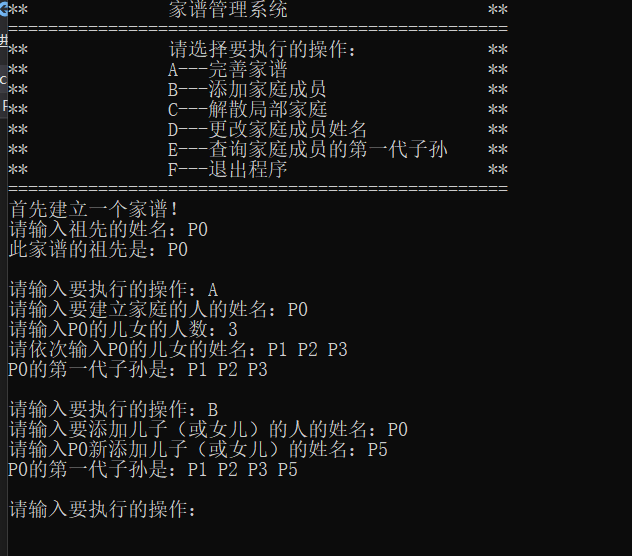 ** 家谱管理系统 **
==================================================
** 请选择要执行的操作： **
** A---完善家谱 **
** B---添加家庭成员 **
** C---解散局部家庭 **
** D---更改家庭成员姓名 **
** E---查询家庭成员的第一代子孙 **
** F---退出程序 **
==================================================
首先建立一个家谱！
请输入祖先的姓名：P0
此家谱的祖先是：P0
请输入要执行的操作：A
请输入要建立家庭的人的姓名：P0
请输入P0的儿女的人数：3
请依次输入P0的儿女的姓名：P1 P2 P3
P0的第一代子孙是：P1 P2 P3
请输入要执行的操作：B
请输入要添加儿子（或女儿）的人的姓名：P0
请输入P0新添加儿子（或女儿）的姓名：P5
P0的第一代子孙是：P1 P2 P3 P5
请输入要执行的操作：